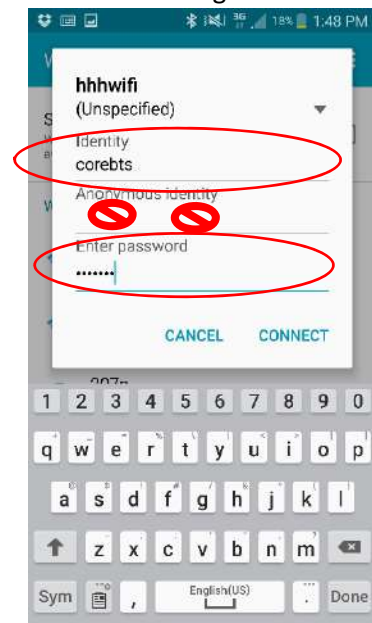 3G 18% 1:48 PM
hhhwifi
(Unspecified)
Identity
corebts
Anonymous identity
Enter password
•••••••
CANCEL CONNECT
1 2 3 4 5 6 7 8 9 0
q w e r t y u i o p
a s d f g h j k l
z x c v b n m
Sym , English(US) . Done